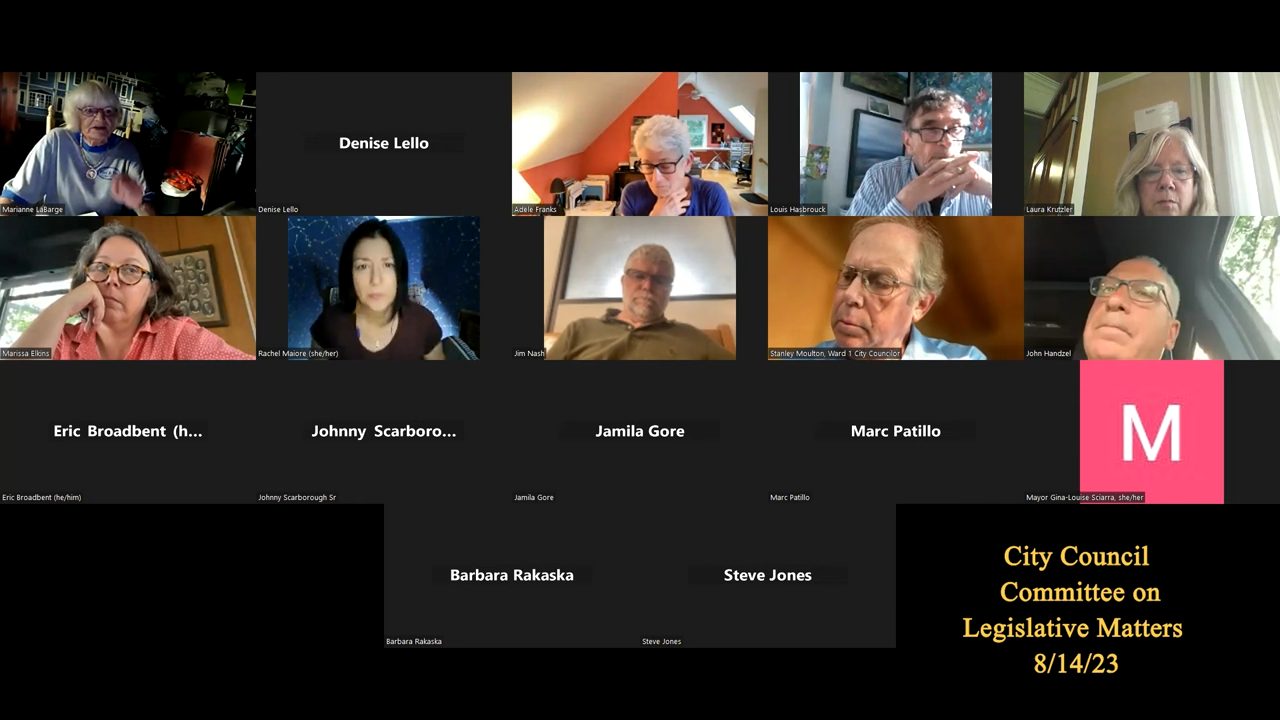 Denise Lello
Marianne LaBarge
Denise Lello
Adele Franks
Louis Hasbrouck
Laura Krutzler
Marissa Elkins
Rachel Maiore (she/her)
Jim Nash
Stanley Moulton, Ward 1 City Councilor
John Handzel
Eric Broadbent (h...
Johnny Scarboro...
Jamila Gore
Marc Patillo
M
Eric Broadbent (he/him)
Johnny Scarborough Sr
Jamila Gore
Marc Patillo
Mayor Gina-Louise Sciarra, she/her
Barbara Rakaska
Steve Jones
Barbara Rakaska
Steve Jones
City Council
Committee on
Legislative Matters
8/14/23